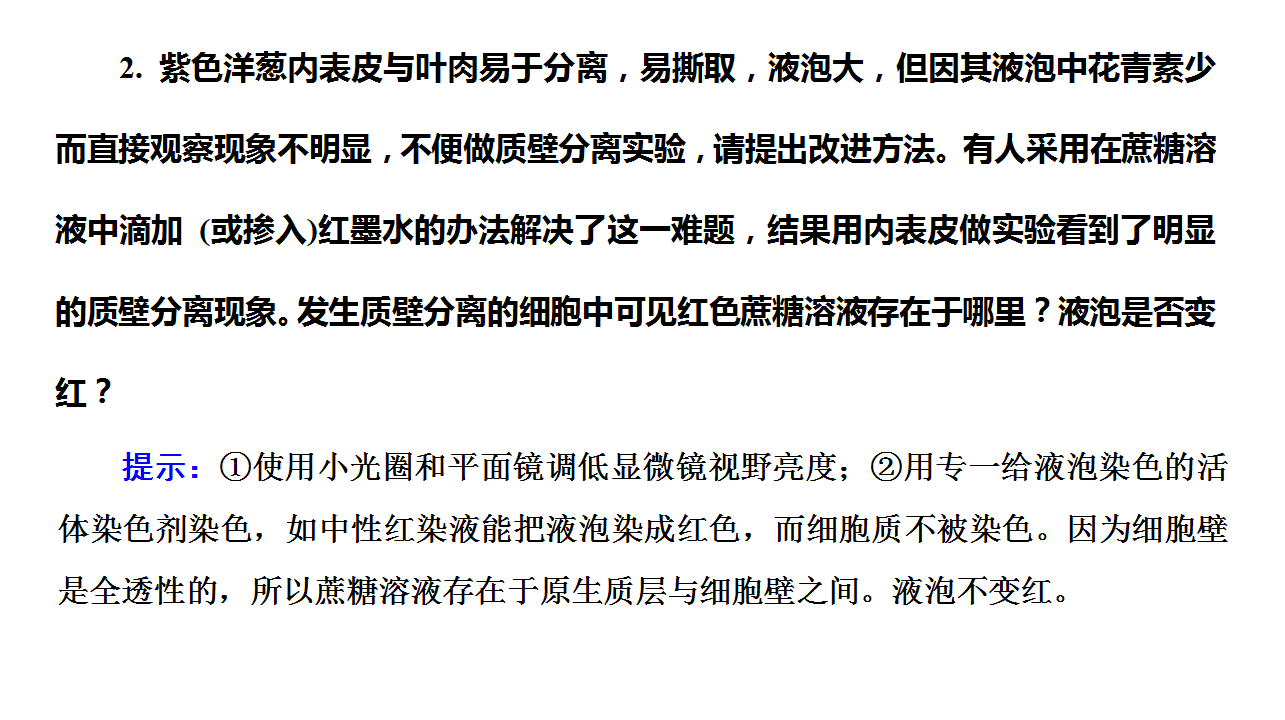 2. 紫色洋葱内表皮与叶肉易于分离，易撕取，液泡大，但因其液泡中花青素少
而直接观察现象不明显，不便做质壁分离实验，请提出改进方法。有人采用在蔗糖溶
液中滴加 (或掺入)红墨水的办法解决了这一难题，结果用内表皮做实验看到了明显
的质壁分离现象。发生质壁分离的细胞中可见红色蔗糖溶液存在于哪里？液泡是否变
红？
提示：①使用小光圈和平面镜调低显微镜视野亮度；②用专一给液泡染色的活
体染色剂染色，如中性红染液能把液泡染成红色，而细胞质不被染色。因为细胞壁
是全透性的，所以蔗糖溶液存在于原生质层与细胞壁之间。液泡不变红。